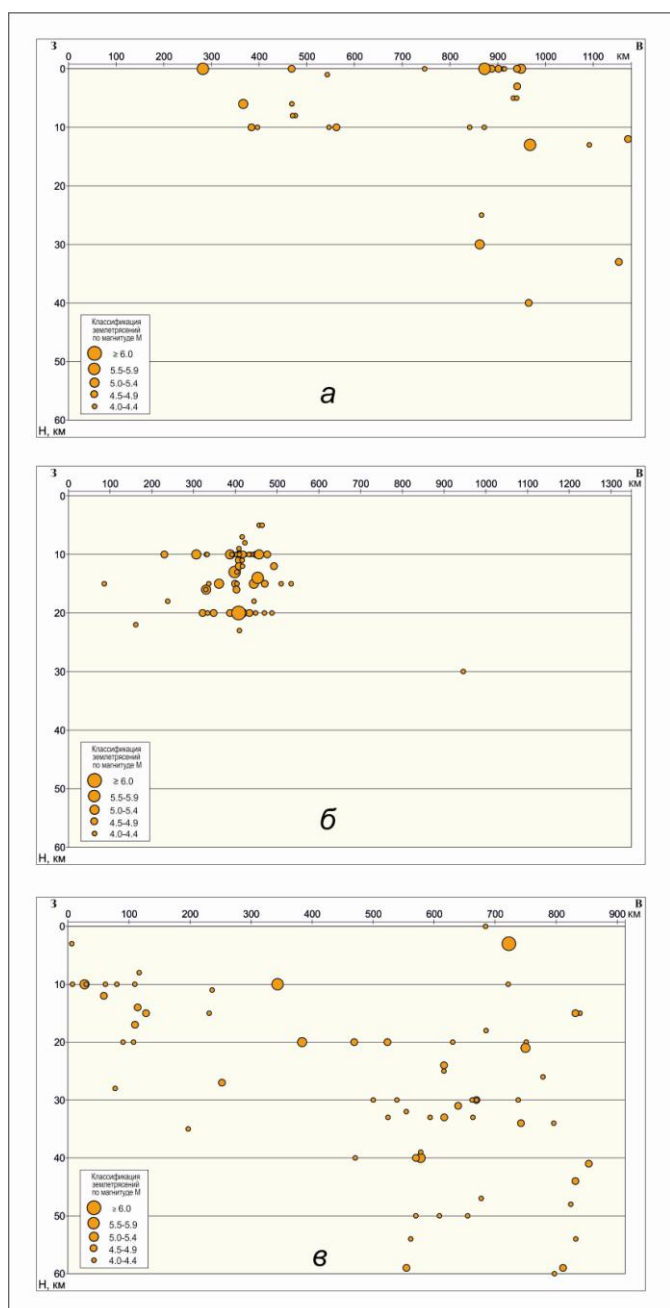 З В
0 100 200 300 400 500 600 700 800 900 1000 1100 км
0
10
20
30
40
50
60
Н, км
Классификация
землетрясений
по магнитуде М
≥ 6.0
5.5-5.9
5.0-5.4
4.5-4.9
4.0-4.4
а
З В
0 100 200 300 400 500 600 700 800 900 1000 1100 1200 1300 км
0
10
20
30
40
50
60
Н, км
Классификация
землетрясений
по магнитуде М
≥ 6.0
5.5-5.9
5.0-5.4
4.5-4.9
4.0-4.4
б
З В
0 100 200 300 400 500 600 700 800 900 км
0
10
20
30
40
50
60
Н, км
Классификация
землетрясений
по магнитуде М
≥ 6.0
5.5-5.9
5.0-5.4
4.5-4.9
4.0-4.4
в